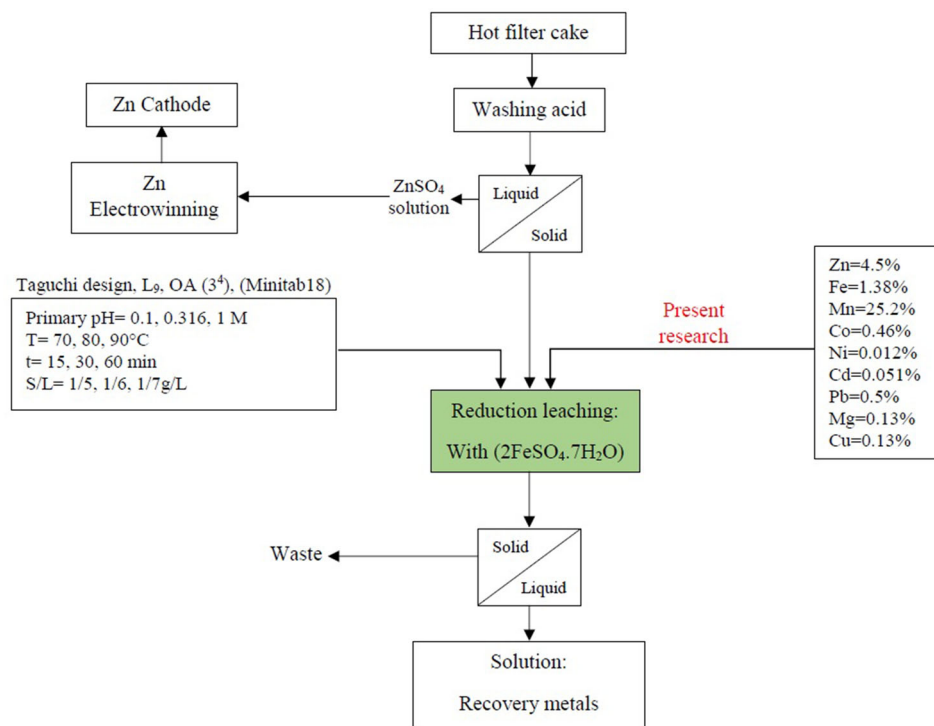 Hot filter cake
Washing acid
Zn Cathode
Zn
Electrowinning
ZnSO₄
solution
Liquid
Solid
Taguchi design, L₉, OA (3⁴), (Minitab18)
Primary pH= 0.1, 0.316, 1 M
T= 70, 80, 90°C
t= 15, 30, 60 min
S/L= 1/5, 1/6, 1/7g/L
Present
research
Zn=4.5%
Fe=1.38%
Mn=25.2%
Co=0.46%
Ni=0.012%
Cd=0.051%
Pb=0.5%
Mg=0.13%
Cu=0.13%
Reduction leaching:
With (2FeSO₄.7H₂O)
Solid
Liquid
Waste
Solution:
Recovery metals